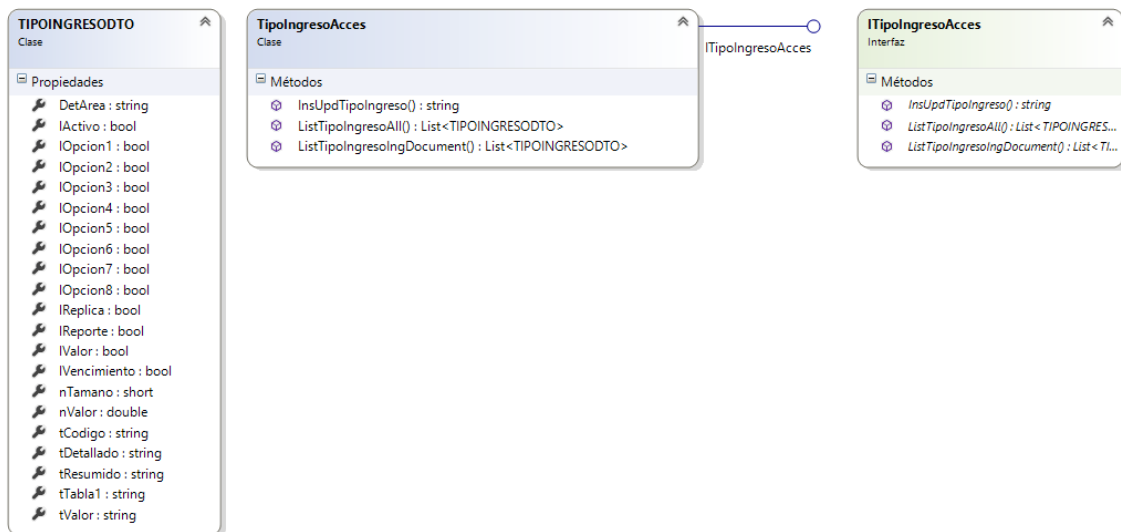 TIPOINGRESODTO
Clase
Propiedades
DetArea : string
lActivo : bool
lOpcion1 : bool
lOpcion2 : bool
lOpcion3 : bool
lOpcion4 : bool
lOpcion5 : bool
lOpcion6 : bool
lOpcion7 : bool
lOpcion8 : bool
lReplica : bool
lReporte : bool
lValor : bool
lVencimiento : bool
nTamano : short
nValor : double
tCodigo : string
tDetallado : string
tResumido : string
tTabla1 : string
tValor : string
TipoIngresoAcces
Clase
Métodos
InsUpdTipoIngreso() : string
ListTipoIngresoAll() : List<TIPOINGRESODTO>
ListTipoIngresoIngDocument() : List<TIPOINGRESODTO>
ITipoIngresoAcces
ITipoIngresoAcces
Interfaz
Métodos
InsUpdTipoIngreso() : string
ListTipoIngresoAll() : List<TIPOINGRES...
ListTipoIngresoIngDocument() : List<TI...